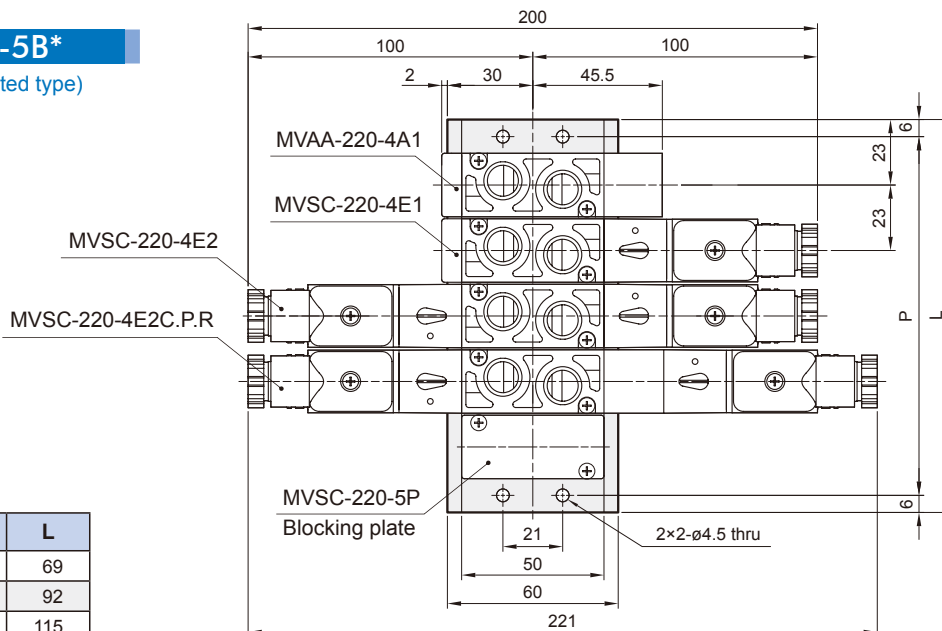 -5B*
ted type)
200
100
100
2
30
45.5
6
23
23
MVAA-220-4A1
MVSC-220-4E1
MVSC-220-4E2
MVSC-220-4E2C.P.R
P
L
MVSC-220-5P
Blocking plate
6
21
2×2-ø4.5 thru
50
60
221
L
69
92
115